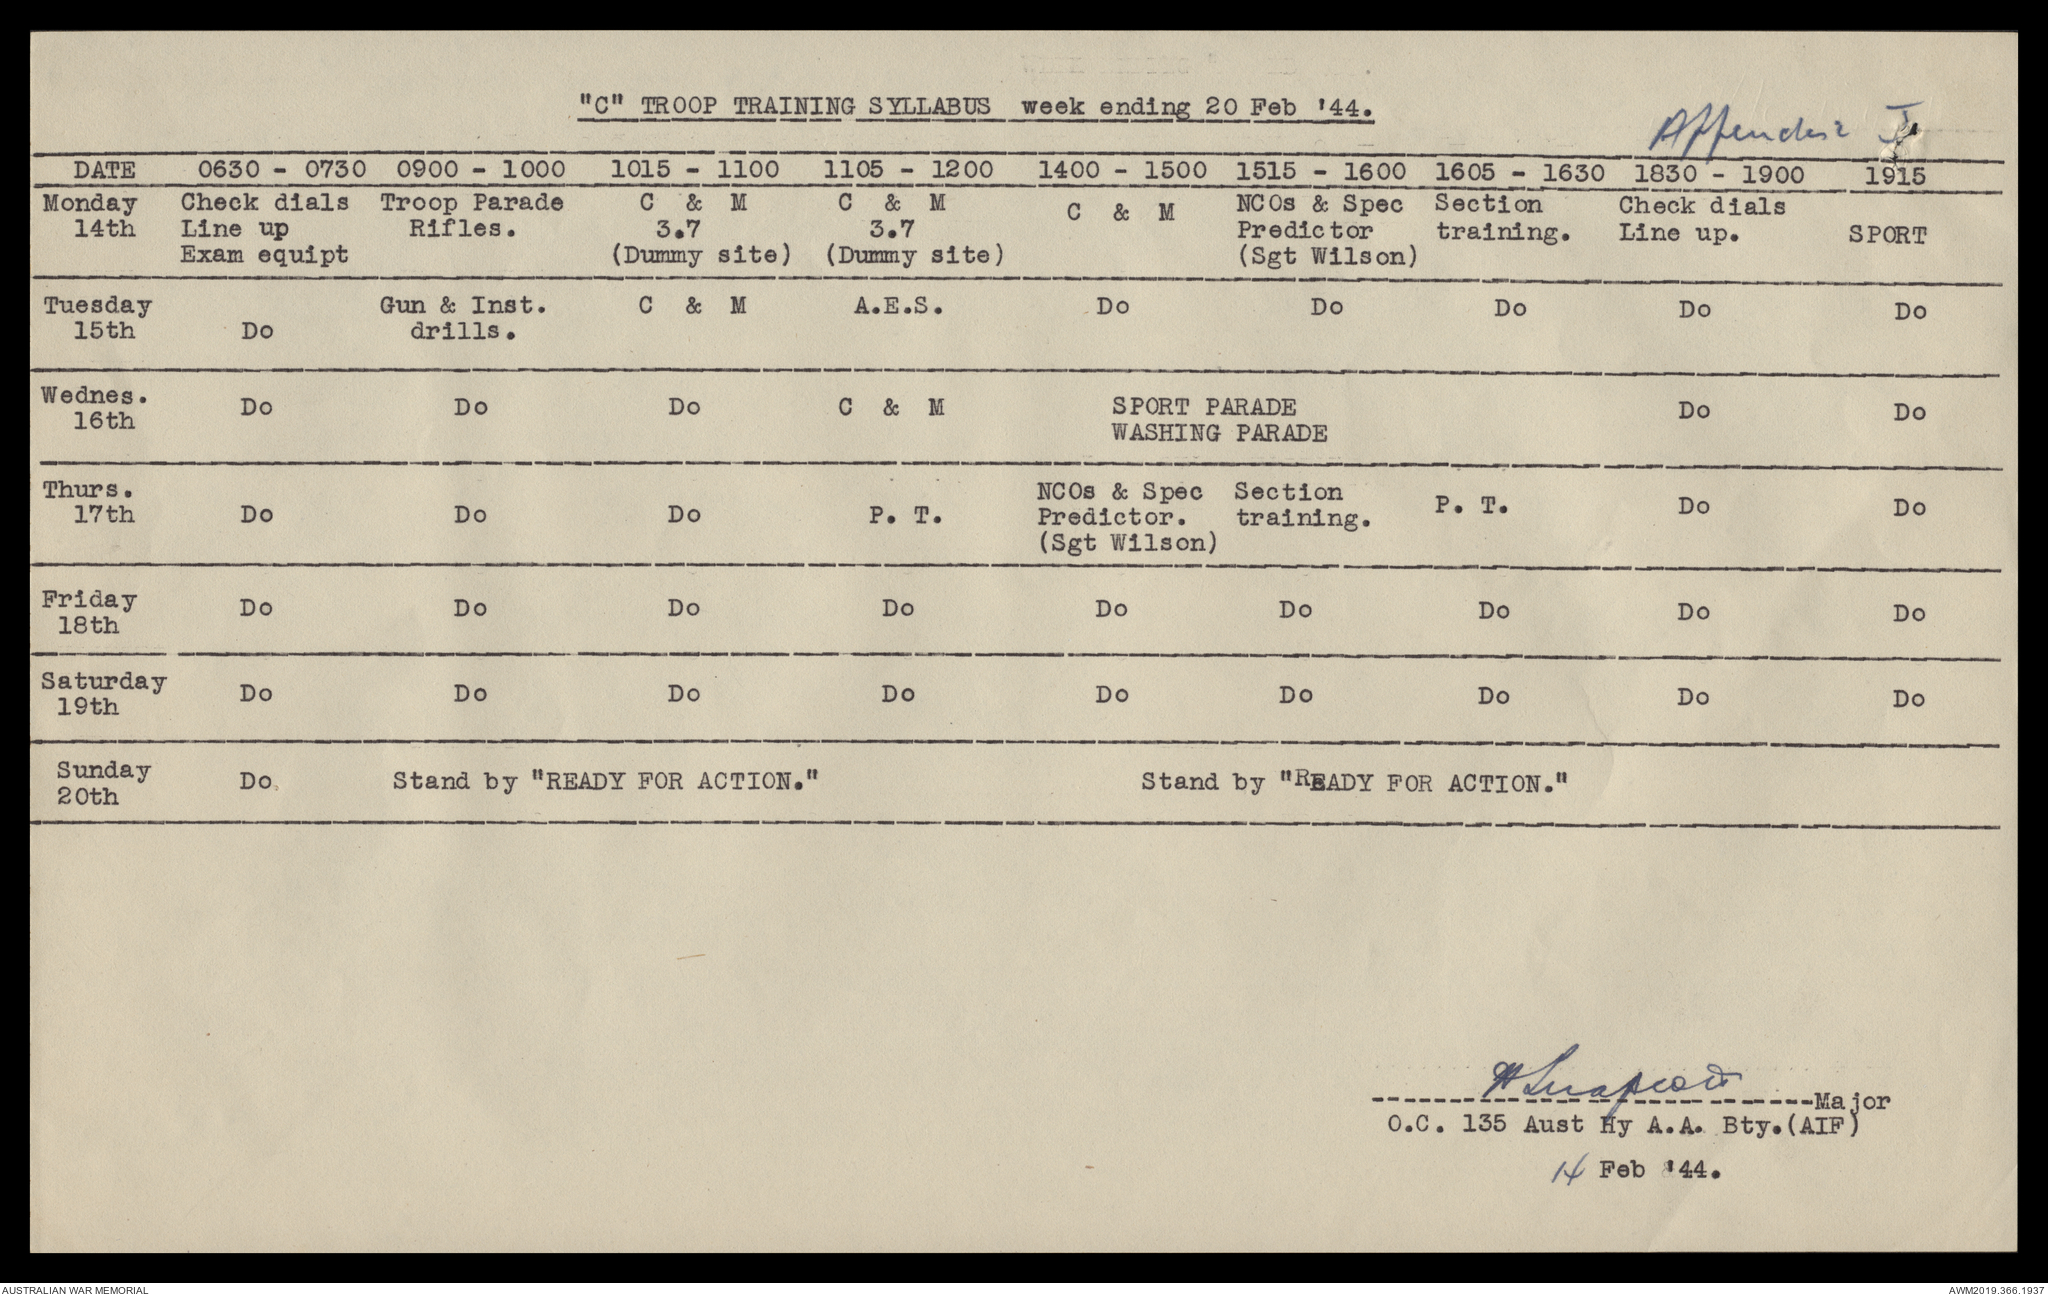 "C" TROOP TRAINING SYLLABUS week ending 20 Feb '44.
Appendix J
DATE 0630 - 0730 0900 - 1000 1015 - 1100 1105 - 1200 1400 - 1500 1515 - 1600 1605 - 1630 1830 - 1900 1915
Monday Check dials Troop Parade C & M C & M C & M NCOs & Spec Section Check dials
14th Line up Rifles. 3.7 3.7 Predictor training. Line up. SPORT
Exam equipt (Dummy site) (Dummy site) (Sgt Wilson)
Tuesday Gun & Inst. C & M A.E.S. Do Do Do Do Do
15th Do drills.
Wednes. Do Do Do C & M SPORT PARADE Do Do
16th WASHING PARADE
Thurs. NCOs & Spec Section P. T. Do Do
17th Do Do Do P. T. Predictor. training.
(Sgt Wilson)
Friday Do Do Do Do Do Do Do Do Do
18th
Saturday Do Do Do Do Do Do Do Do Do
19th
Sunday Do. Stand by "READY FOR ACTION." Stand by "READY FOR ACTION."
20th
Major
O.C. 135 Aust Hy A.A. Bty.(AIF)
14 Feb '44.
AUSTRALIAN WAR MEMORIAL AWM2019.366.1937